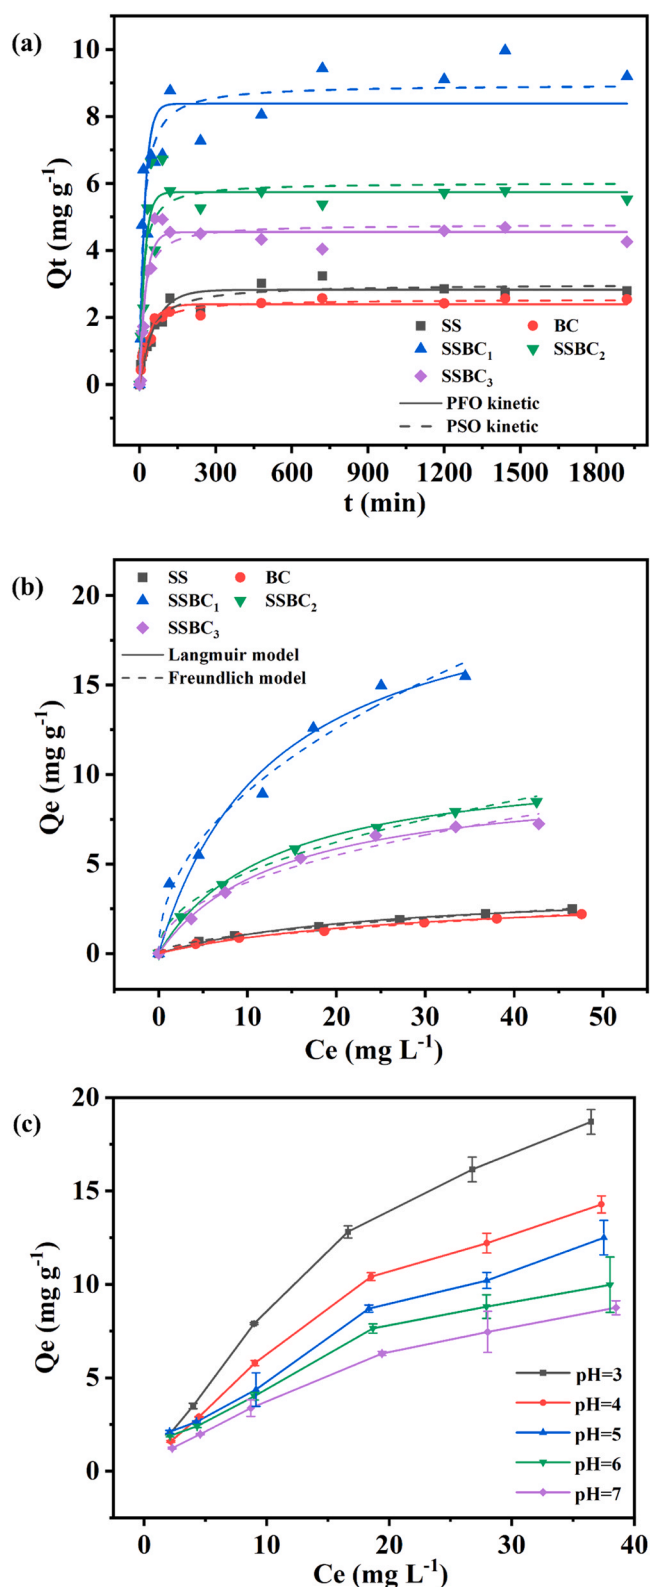 (a)
10
8
6
4
2
0
Qt (mg g⁻¹)
SS BC
SSBC₁ SSBC₂
SSBC₃
PFO kinetic
PSO kinetic
0 300 600 900 1200 1500 1800
t (min)
(b)
SS BC
SSBC₁ SSBC₂
SSBC₃
Langmuir model
Freundlich model
20
15
10
5
0
Qe (mg g⁻¹)
0 10 20 30 40 50
Ce (mg L⁻¹)
(c)
20
15
10
5
0
Qe (mg g⁻¹)
pH=3
pH=4
pH=5
pH=6
pH=7
0 10 20 30 40
Ce (mg L⁻¹)